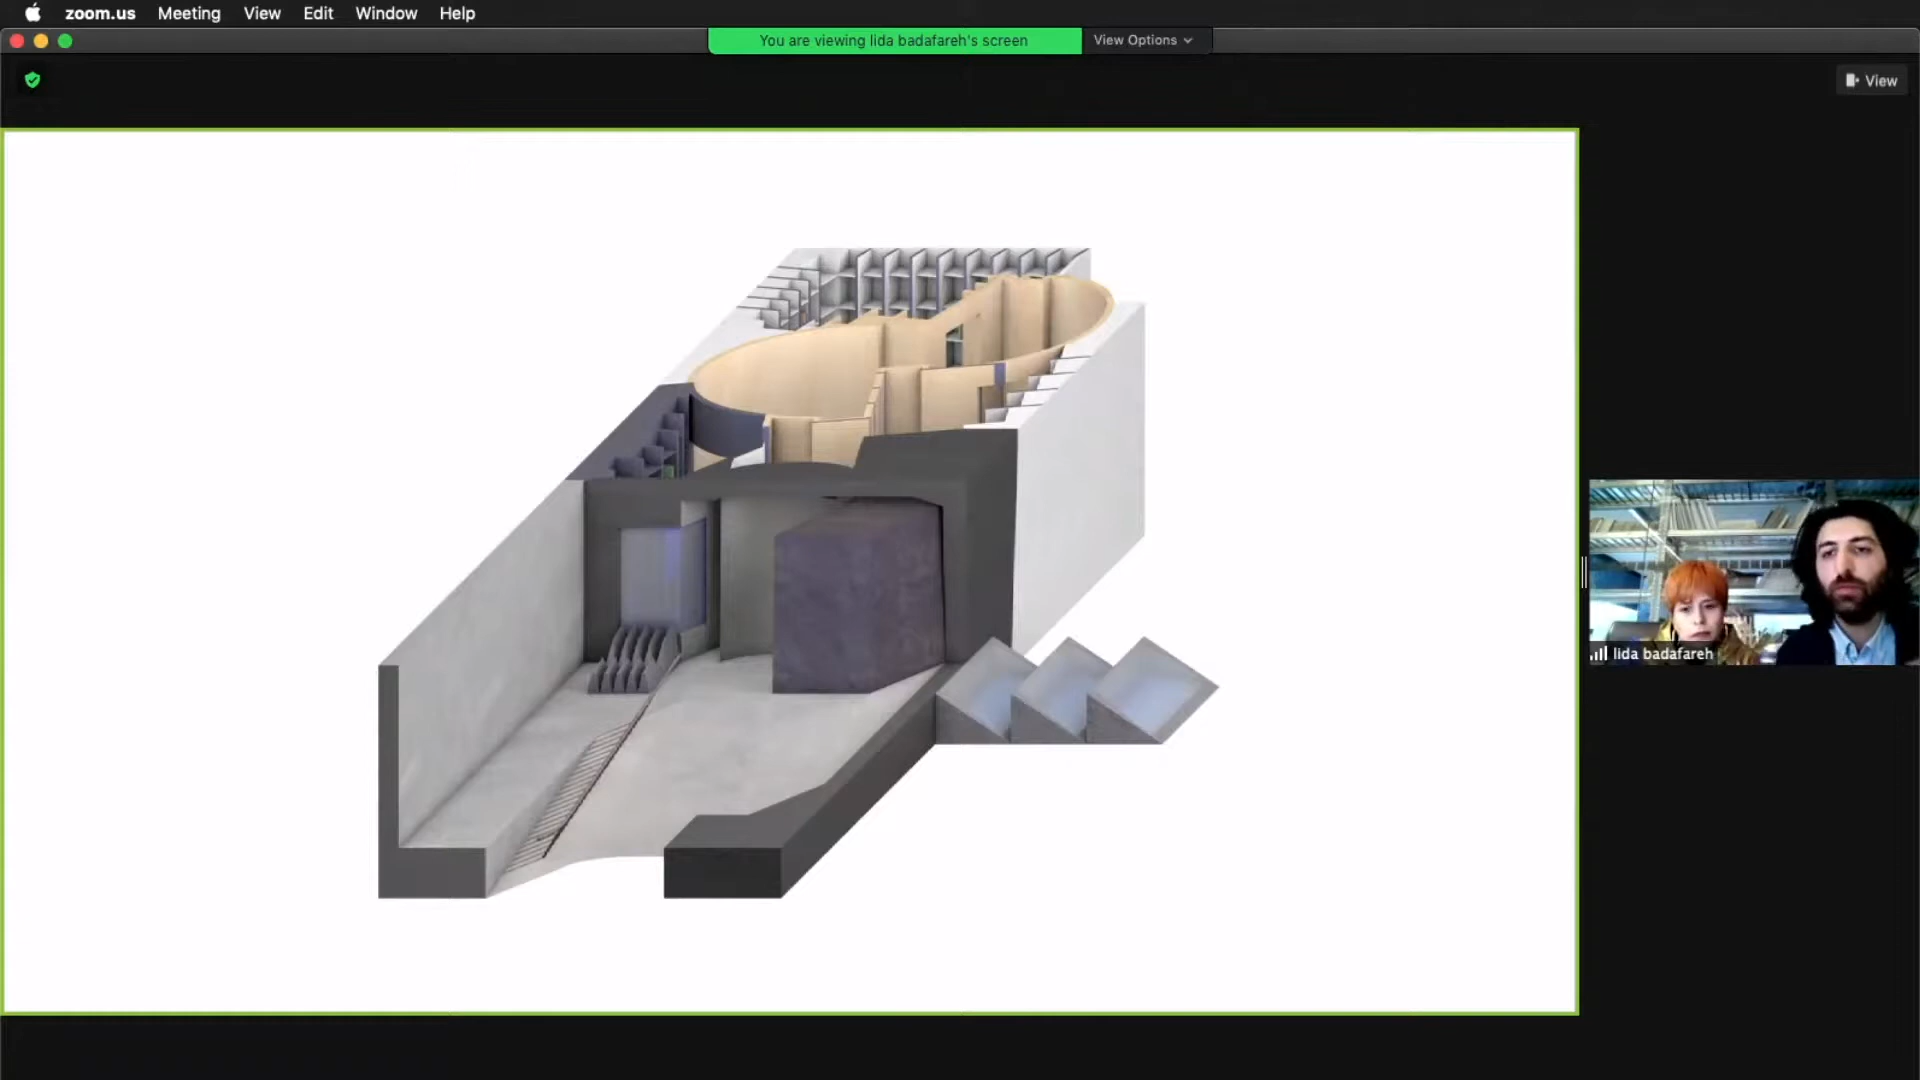 zoom.us Meeting View Edit Window Help
You are viewing lida badafareh's screen View Options
View
lida badafareh